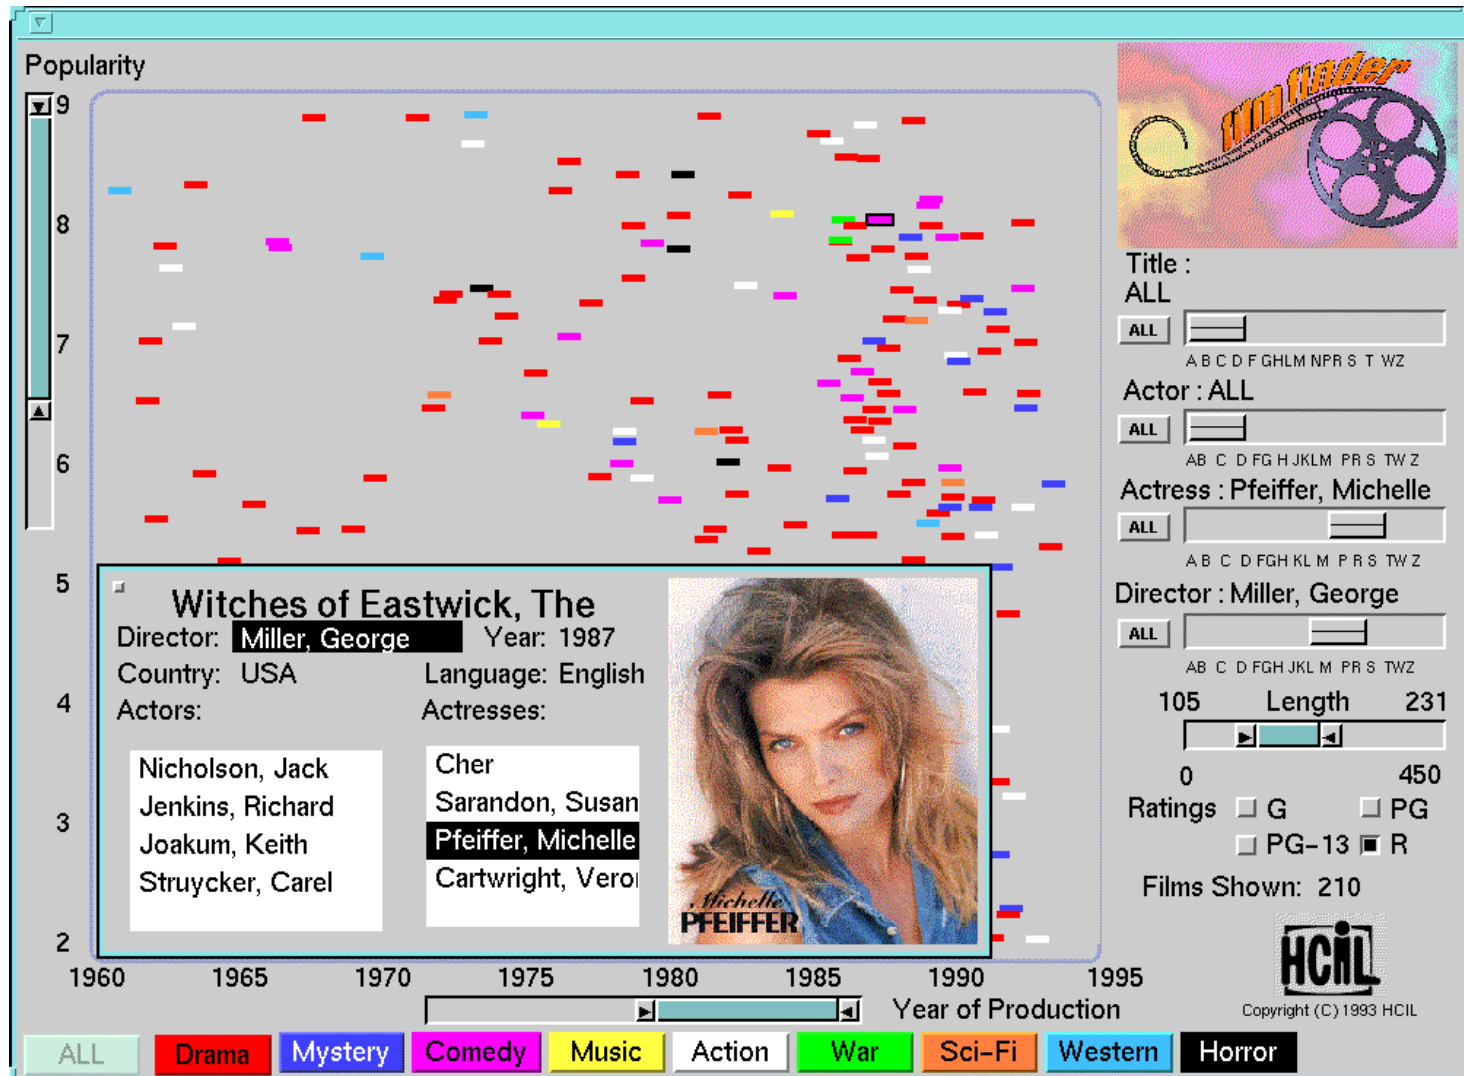 Popularity
9
8
7
6
5
4
3
2
film finder
Title :
ALL
ALL
A B C D F GHLM NPR S T WZ
Actor : ALL
ALL
AB C D FG H JKLM PR S TW Z
Actress : Pfeiffer, Michelle
ALL
A B C D FGH KL M P R S TW Z
Director : Miller, George
ALL
AB C D FGH JKL M PR S TWZ
105 Length 231
0 450
Ratings G PG
PG-13 R
Films Shown: 210
HCIL
Copyright (C) 1993 HCIL
Witches of Eastwick, The
Director: Miller, George Year: 1987
Country: USA Language: English
Actors: Actresses:
Nicholson, Jack
Jenkins, Richard
Joakum, Keith
Struycker, Carel
Cher
Sarandon, Susan
Pfeiffer, Michelle
Cartwright, Vero
Michelle
PFEIFFER
1960 1965 1970 1975 1980 1985 1990 1995
Year of Production
ALL Drama Mystery Comedy Music Action War Sci-Fi Western Horror